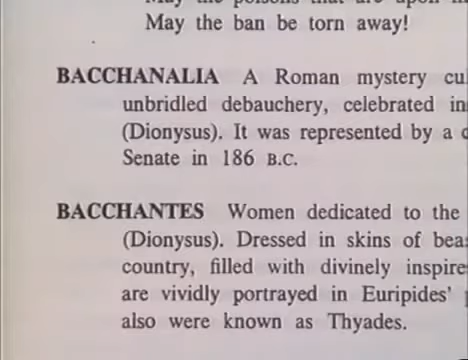 May the poisons that are upon
May the ban be torn away!
BACCHANALIA A Roman mystery
unbridled debauchery, celebrated in
(Dionysus). It was represented by a
Senate in 186 B.C.
BACCHANTES Women dedicated to the
(Dionysus). Dressed in skins of
country, filled with divinely
are vividly portrayed in Euripides'
also were known as Thyades.